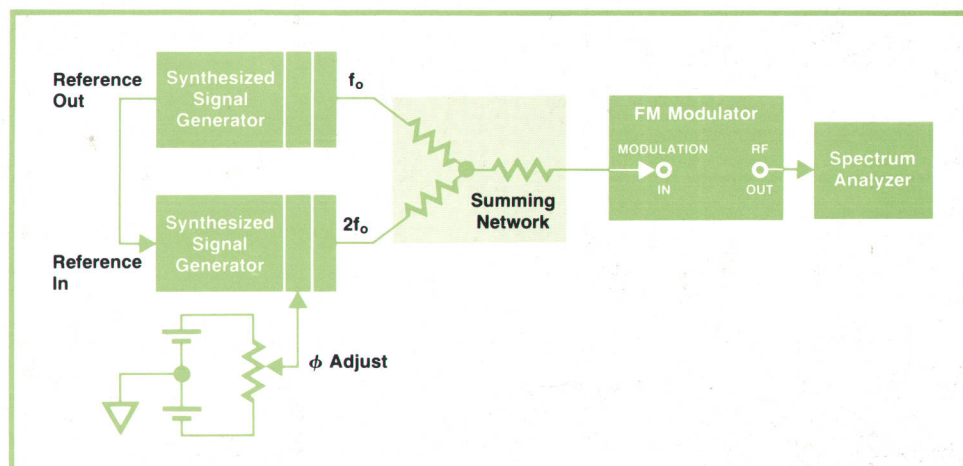 Reference
Out
Synthesized
Signal
Generator
fo
FM Modulator
MODULATION
IN
RF
OUT
Spectrum
Analyzer
Summing
Network
Reference
In
Synthesized
Signal
Generator
2fo
ϕ Adjust